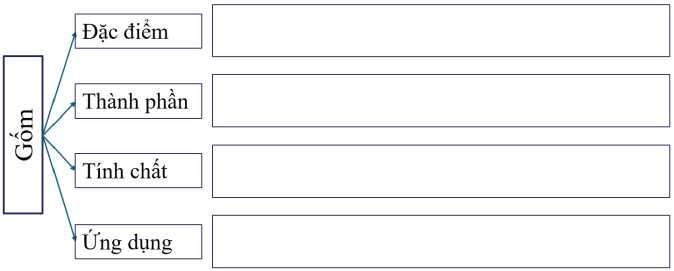 Gốm
Đặc điểm
Thành phần
Tính chất
Ứng dụng